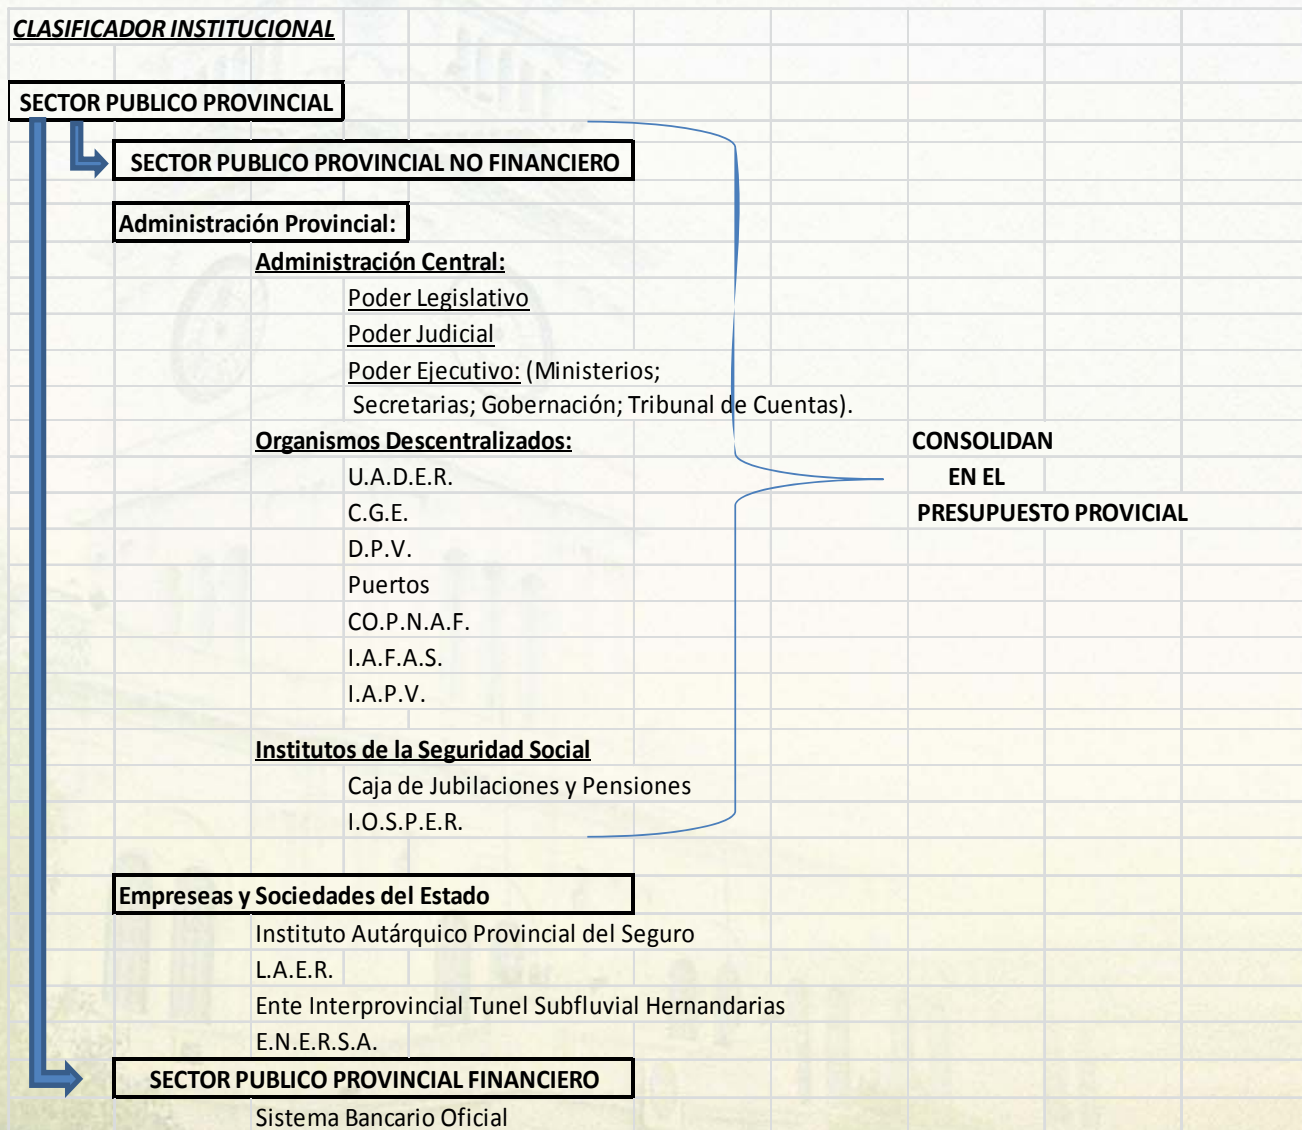 CLASIFICADOR INSTITUCIONAL
SECTOR PUBLICO PROVINCIAL
SECTOR PUBLICO PROVINCIAL NO FINANCIERO
Administración Provincial:
Administración Central:
Poder Legislativo
Poder Judicial
Poder Ejecutivo: (Ministerios;
Secretarias; Gobernación; Tribunal de Cuentas).
Organismos Descentralizados:
U.A.D.E.R.
C.G.E.
D.P.V.
Puertos
CO.P.N.A.F.
I.A.F.A.S.
I.A.P.V.
Institutos de la Seguridad Social
Caja de Jubilaciones y Pensiones
I.O.S.P.E.R.
CONSOLIDAN
EN EL
PRESUPUESTO PROVICIAL
Empreseas y Sociedades del Estado
Instituto Autárquico Provincial del Seguro
L.A.E.R.
Ente Interprovincial Tunel Subfluvial Hernandarias
E.N.E.R.S.A.
SECTOR PUBLICO PROVINCIAL FINANCIERO
Sistema Bancario Oficial